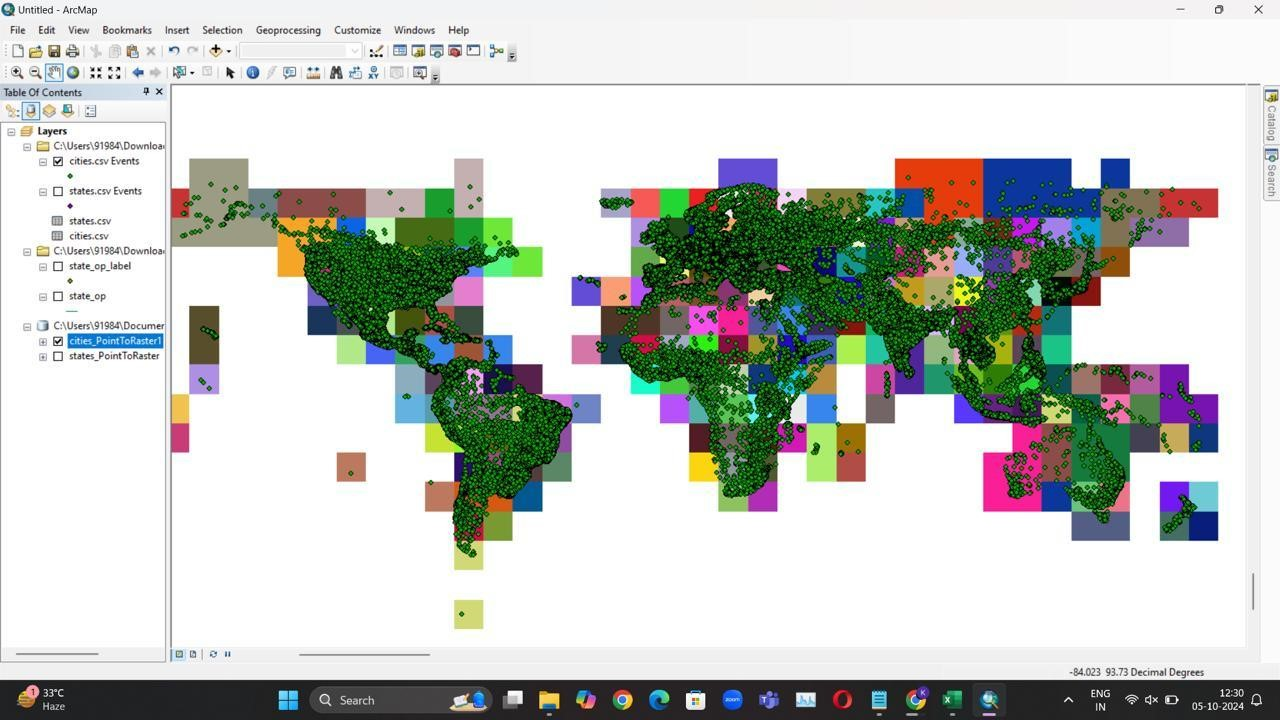 Untitled - ArcMap
File Edit View Bookmarks Insert Selection Geoprocessing Customize Windows Help
Table Of Contents
Layers
C:\Users\91984\Downloa
cities.csv Events
states.csv Events
states.csv
cities.csv
C:\Users\91984\Downloa
state_op_label
state_op
C:\Users\91984\Documer
cities_PointToRaster1
states_PointToRaster
Catalog
Search
-84.023 93.73 Decimal Degrees
1
33°C
Haze
Search
zoom
K
ENG
IN
12:30
05-10-2024